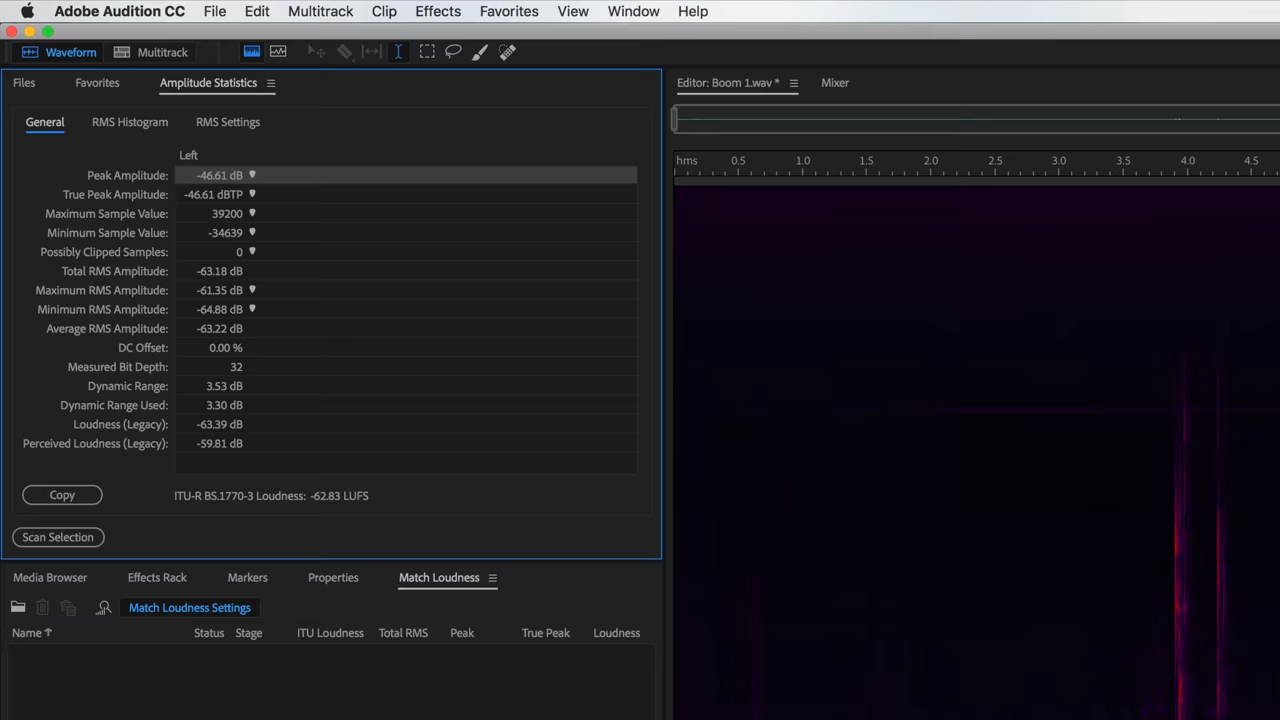 Adobe Audition CC File Edit Multitrack Clip Effects Favorites View Window Help
Waveform Multitrack
Files Favorites Amplitude Statistics
Editor: Boom 1.wav * Mixer
General RMS Histogram RMS Settings
hms 0.5 1.0 1.5 2.0 2.5 3.0 3.5 4.0 4.5
Left
Peak Amplitude: -46.61 dB
True Peak Amplitude: -46.61 dBTP
Maximum Sample Value: 39200
Minimum Sample Value: -34639
Possibly Clipped Samples: 0
Total RMS Amplitude: -63.18 dB
Maximum RMS Amplitude: -61.35 dB
Minimum RMS Amplitude: -64.88 dB
Average RMS Amplitude: -63.22 dB
DC Offset: 0.00 %
Measured Bit Depth: 32
Dynamic Range: 3.53 dB
Dynamic Range Used: 3.30 dB
Loudness (Legacy): -63.39 dB
Perceived Loudness (Legacy): -59.81 dB
Copy ITU-R BS.1770-3 Loudness: -62.83 LUFS
Scan Selection
Media Browser Effects Rack Markers Properties Match Loudness
Match Loudness Settings
Name Status Stage ITU Loudness Total RMS Peak True Peak Loudness